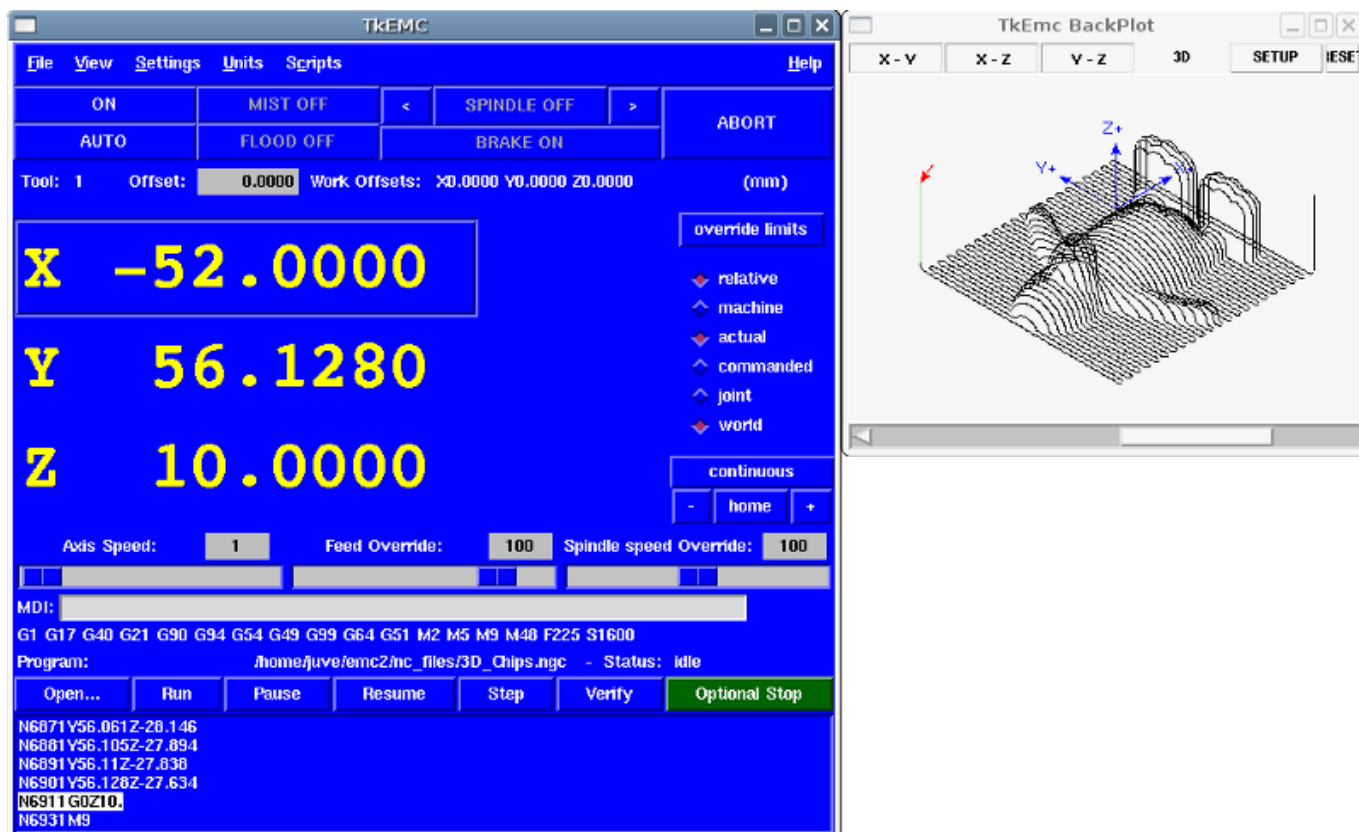 TkEMC
File View Settings Units Scripts Help
ON MIST OFF < SPINDLE OFF > ABORT
AUTO FLOOD OFF BRAKE ON
Tool: 1 Offset: 0.0000 Work Offsets: X0.0000 Y0.0000 Z0.0000 (mm)
override limits
X -52.0000
relative
machine
Y 56.1280
actual
commanded
joint
world
Z 10.0000
continuous
- home +
Axis Speed: 1 Feed Override: 100 Spindle speed Override: 100
MDI:
G1 G17 G40 G21 G90 G94 G54 G49 G99 G64 G51 M2 M5 M9 M48 F225 S1600
Program: /home/juve/emc2/nc_files/3D_Chips.ngc - Status: idle
Open... Run Pause Resume Step Verify Optional Stop
N6871Y56.061Z-28.146
N6881Y56.105Z-27.894
N6891Y56.11Z-27.838
N6901Y56.128Z-27.634
N6911G0Z10.
N6931M9
TkEmc BackPlot
X - Y X - Z Y - Z 3D SETUP
Z+
Y+